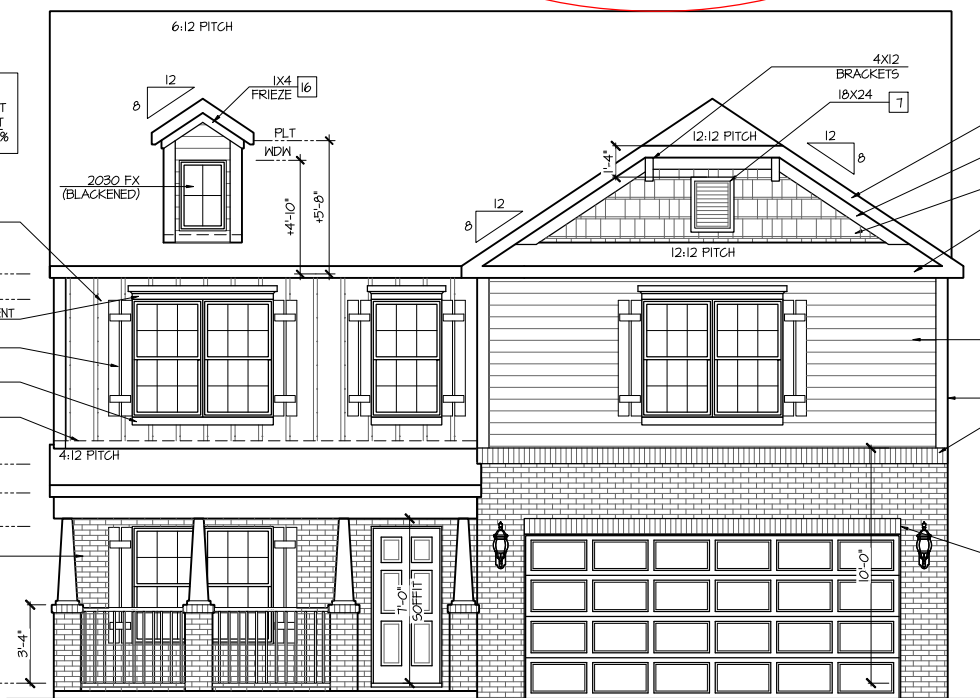 6:12 PITCH
4X12
BRACKETS
12
8
1X4
FRIEZE
16
18X24
7
T
T
%
PLT
WDW
12:12 PITCH
12
8
1'-4"
2030 FX
(BLACKENED)
+4'-10"
+5'-8"
12
8
12:12 PITCH
ENT
4:12 PITCH
10'-0"
7'-0"
SOFFIT
3'-4"